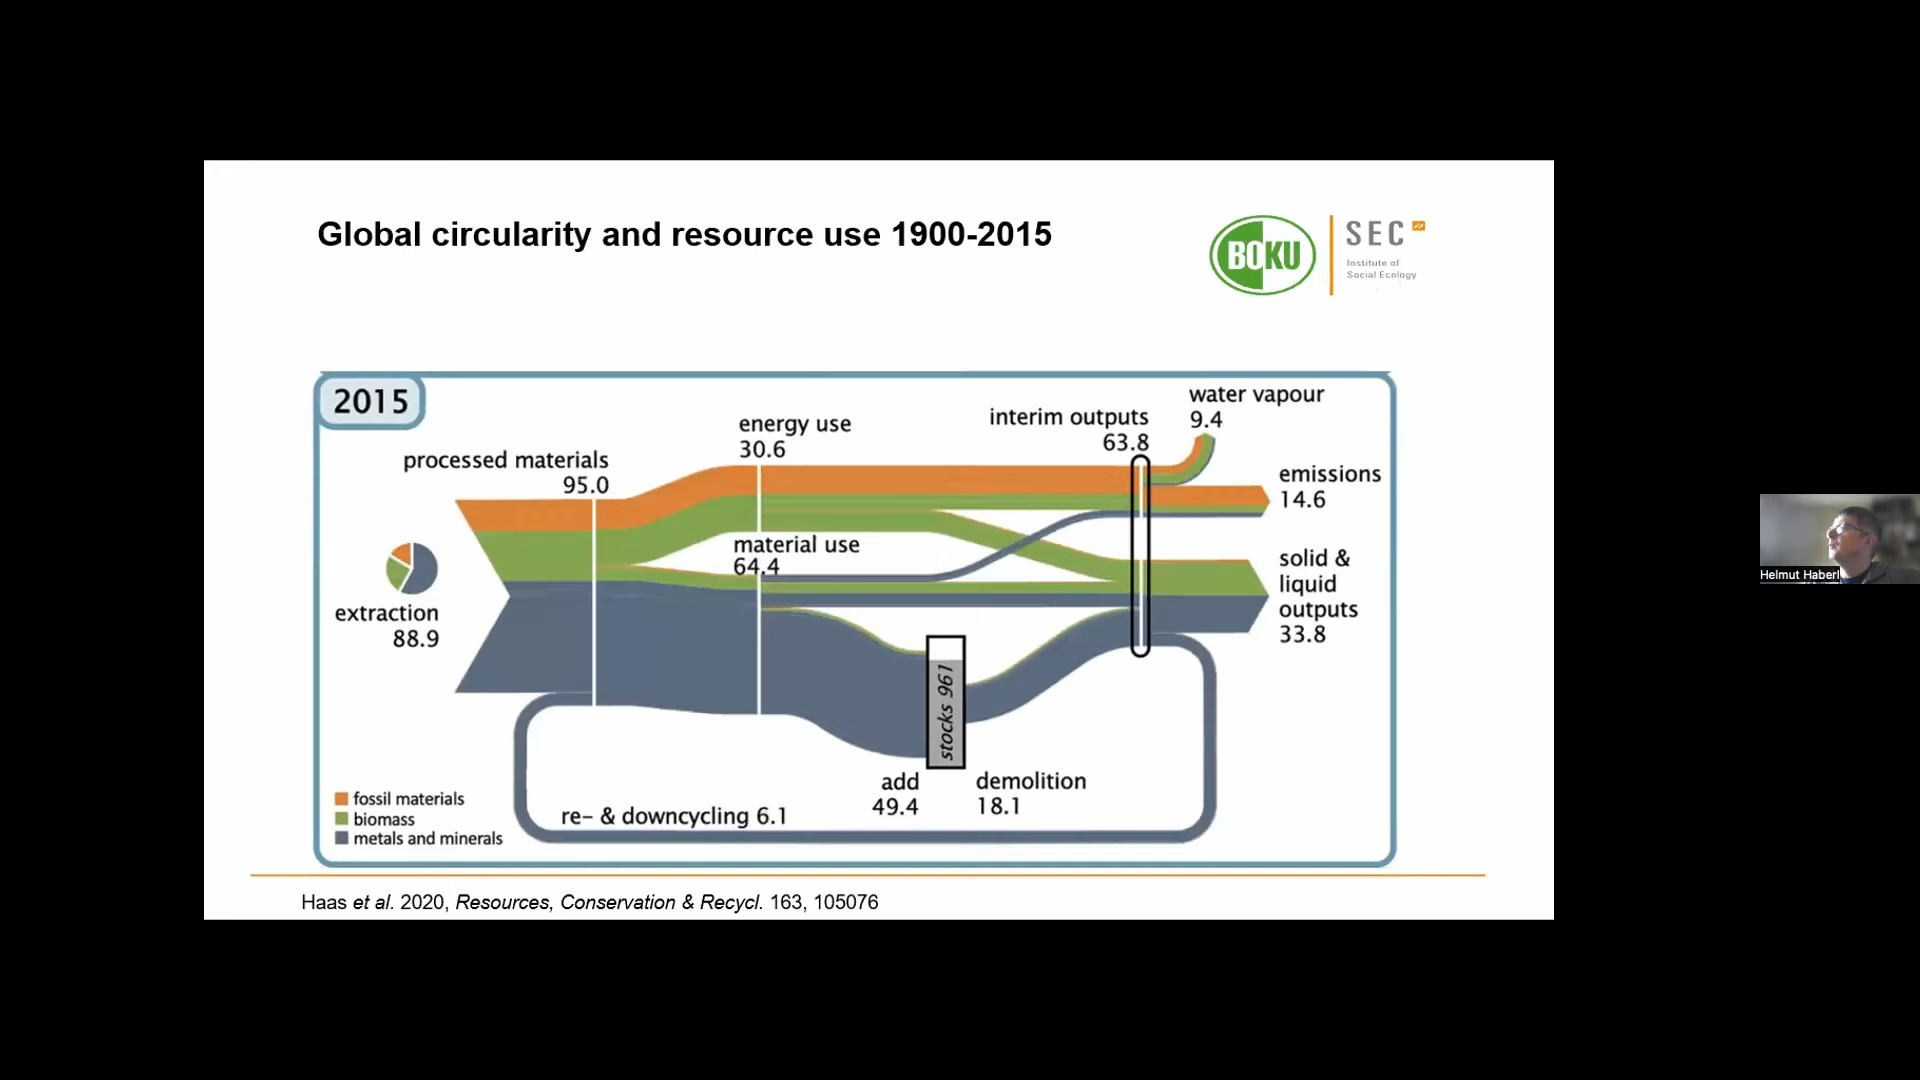 Global circularity and resource use 1900-2015
BOKU
SEC
Institute of
Social Ecology
2015
water vapour
9.4
energy use
30.6
interim outputs
63.8
processed materials
95.0
emissions
14.6
material use
64.4
solid &
liquid
outputs
33.8
extraction
88.9
stocks 961
add
49.4
demolition
18.1
re- & downcycling 6.1
fossil materials
biomass
metals and minerals
Haas et al. 2020, Resources, Conservation & Recycl. 163, 105076
Helmut Haberl